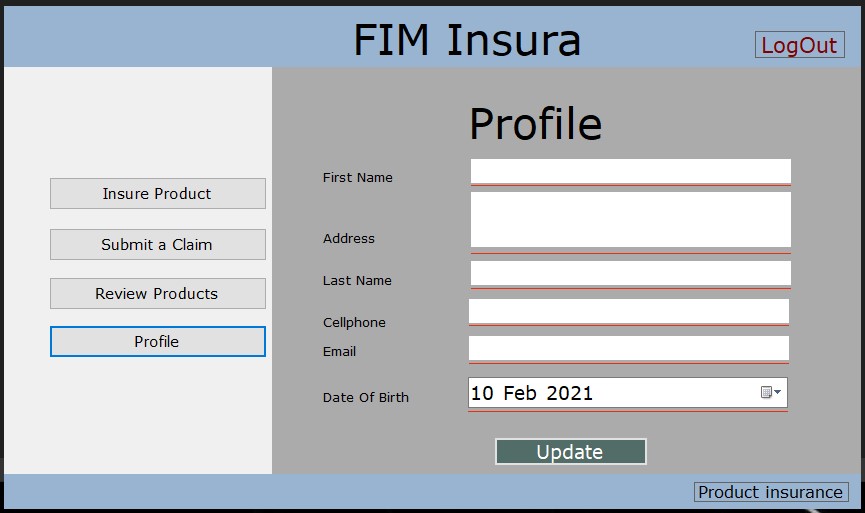 FIM Insura
LogOut
Insure Product
Submit a Claim
Review Products
Profile
Profile
First Name
Address
Last Name
Cellphone
Email
Date Of Birth
10 Feb 2021
Update
Product insurance